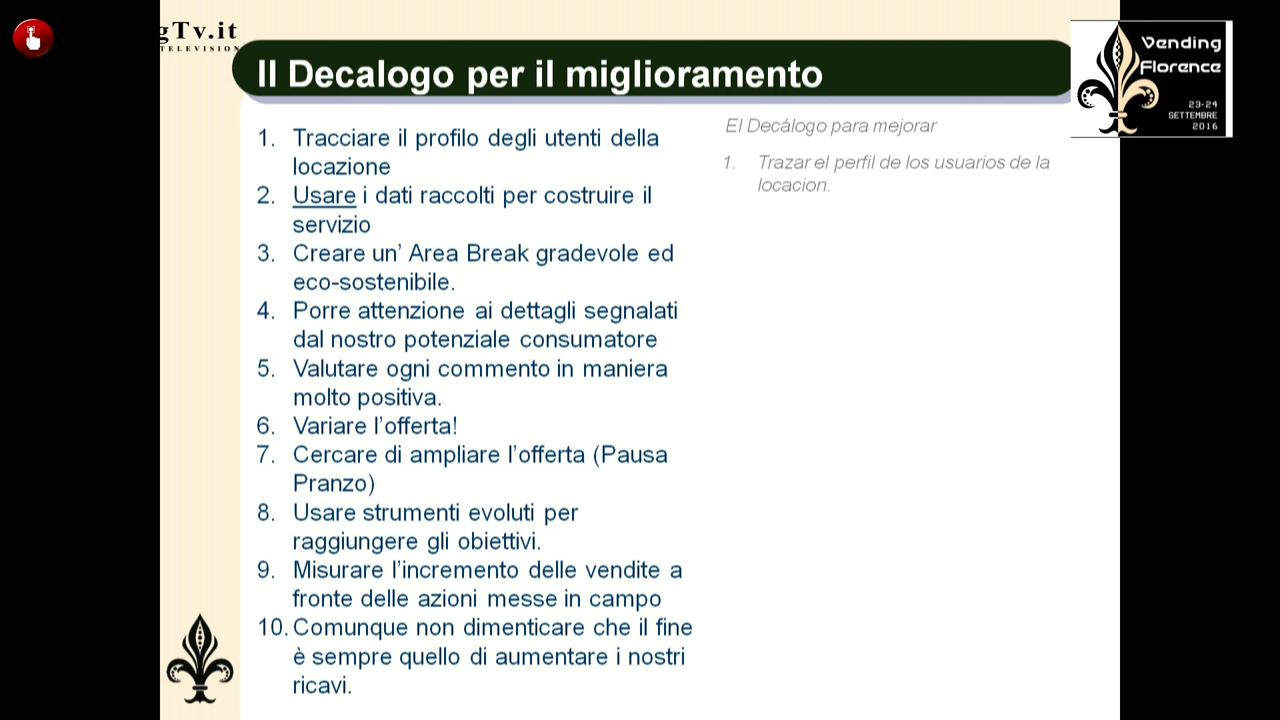 gTv.it
TELEVISION
Il Decalogo per il miglioramento
Vending
Florence
23-24
SETTEMBRE
2016
1. Tracciare il profilo degli utenti della
locazione
2. Usare i dati raccolti per costruire il
servizio
3. Creare un’ Area Break gradevole ed
eco-sostenibile.
4. Porre attenzione ai dettagli segnalati
dal nostro potenziale consumatore
5. Valutare ogni commento in maniera
molto positiva.
6. Variare l’offerta!
7. Cercare di ampliare l’offerta (Pausa
Pranzo)
8. Usare strumenti evoluti per
raggiungere gli obiettivi.
9. Misurare l’incremento delle vendite a
fronte delle azioni messe in campo
10. Comunque non dimenticare che il fine
è sempre quello di aumentare i nostri
ricavi.
El Decálogo para mejorar
1. Trazar el perfil de los usuarios de la
locacion.